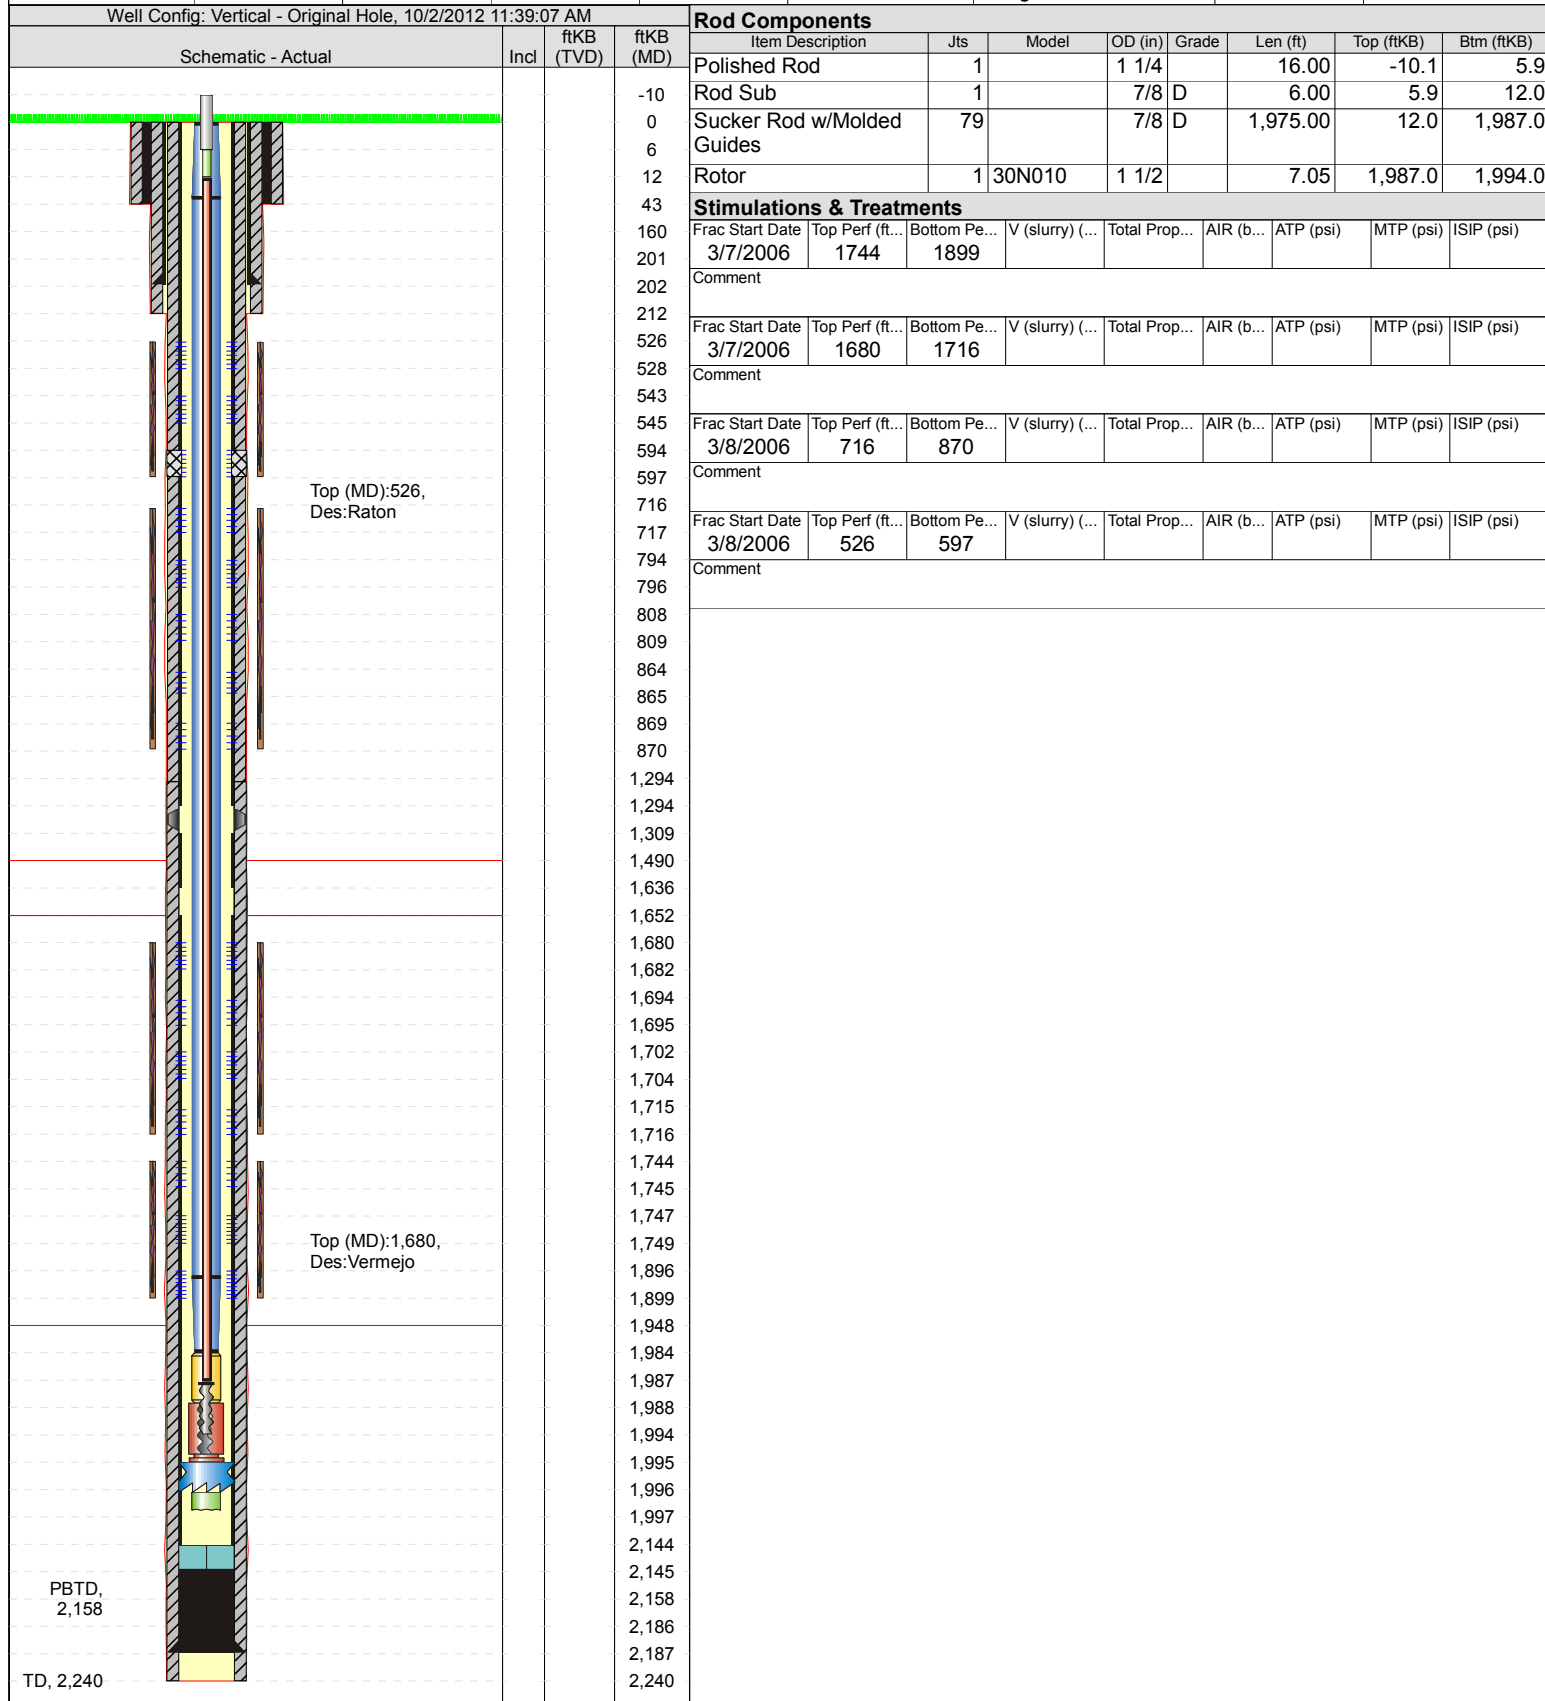 Well Config: Vertical - Original Hole, 10/2/2012 11:39:07 AM
Schematic - Actual Incl ftKB (TVD) ftKB (MD)
-10
0
6
12
43
160
201
202
212
526
528
543
545
594
597
716
717
794
796
808
809
864
865
869
870
1,294
1,294
1,309
1,490
1,636
1,652
1,680
1,682
1,694
1,695
1,702
1,704
1,715
1,716
1,744
1,745
1,747
1,749
1,896
1,899
1,948
1,984
1,987
1,988
1,994
1,995
1,996
1,997
2,144
2,145
2,158
2,186
2,187
2,240
Top (MD):526,
Des:Raton
Top (MD):1,680,
Des:Vermejo
PBTD,
2,158
TD, 2,240
Rod Components
Item Description Jts Model OD (in) Grade Len (ft) Top (ftKB) Btm (ftKB)
Polished Rod 1 1 1/4 16.00 -10.1 5.9
Rod Sub 1 7/8 D 6.00 5.9 12.0
Sucker Rod w/Molded 79 7/8 D 1,975.00 12.0 1,987.0
Guides
Rotor 1 30N010 1 1/2 7.05 1,987.0 1,994.0
Stimulations & Treatments
Frac Start Date Top Perf (ft... Bottom Pe... V (slurry) (... Total Prop... AIR (b... ATP (psi) MTP (psi) ISIP (psi)
3/7/2006 1744 1899
Comment
Frac Start Date Top Perf (ft... Bottom Pe... V (slurry) (... Total Prop... AIR (b... ATP (psi) MTP (psi) ISIP (psi)
3/7/2006 1680 1716
Comment
Frac Start Date Top Perf (ft... Bottom Pe... V (slurry) (... Total Prop... AIR (b... ATP (psi) MTP (psi) ISIP (psi)
3/8/2006 716 870
Comment
Frac Start Date Top Perf (ft... Bottom Pe... V (slurry) (... Total Prop... AIR (b... ATP (psi) MTP (psi) ISIP (psi)
3/8/2006 526 597
Comment